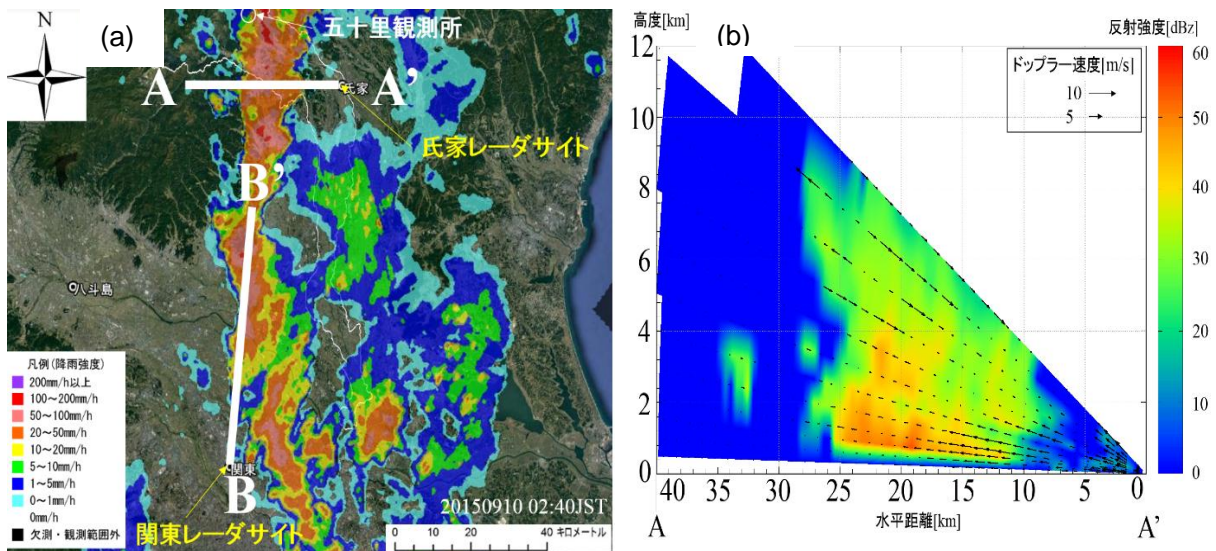 (a)
N
五十里観測所
A
A'
氏家
氏家レーダサイト
B'
八斗島
凡例(降雨強度)
200mm/h以上
100～200mm/h
50～100mm/h
20～50mm/h
10～20mm/h
5～10mm/h
1～5mm/h
0～1mm/h
0mm/h
欠測・観測範囲外
関東
B
関東レーダサイト
20150910 02:40JST
0 10 20 40 キロメートル
高度[km]
(b)
反射強度[dBz]
ドップラー速度[m/s]
10
5
12
10
8
6
4
2
0
60
50
40
30
20
10
0
40 35 30 25 20 15 10 5 0
A
水平距離[km]
A'